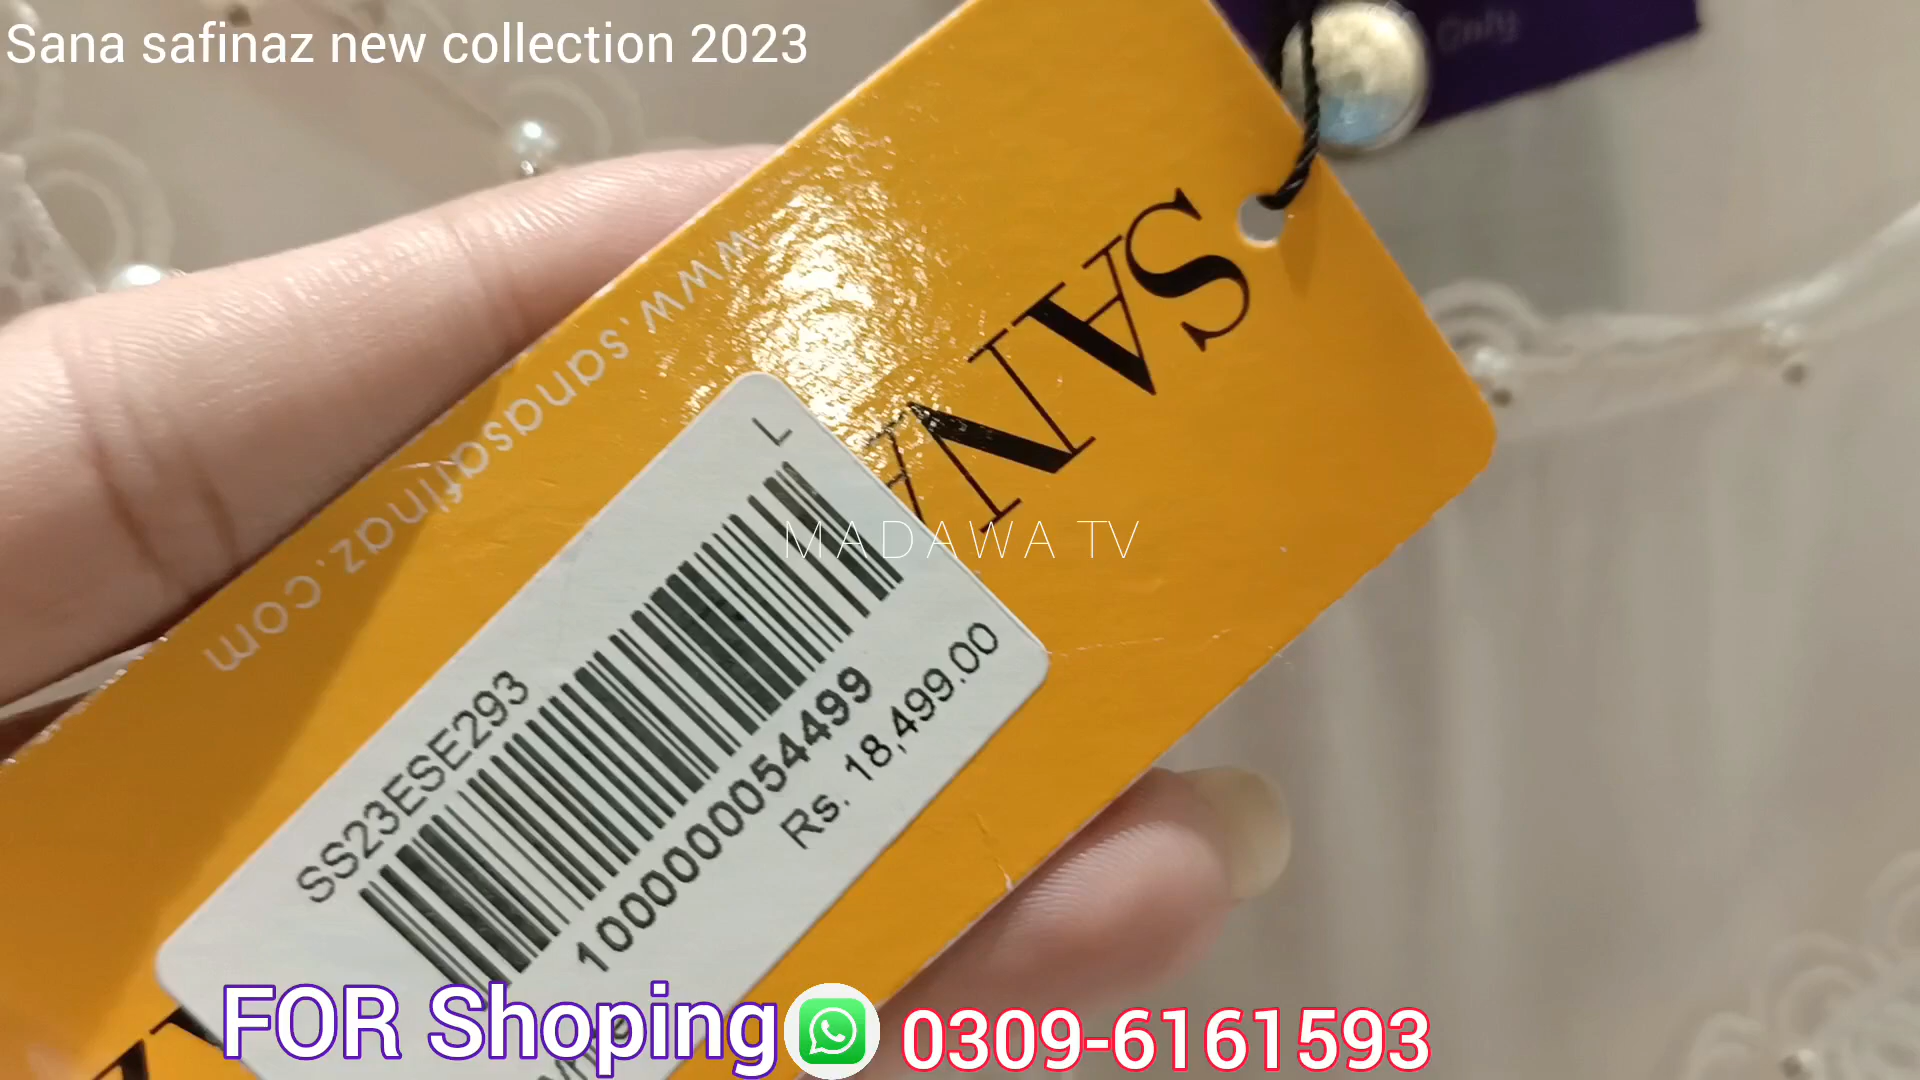 Sana safinaz new collection 2023
Only
SANA
www.sanasafinaz.com
L
SS23ESE293
1000000054499
Rs. 18,499.00
MADAWA TV
FOR Shoping
0309-6161593